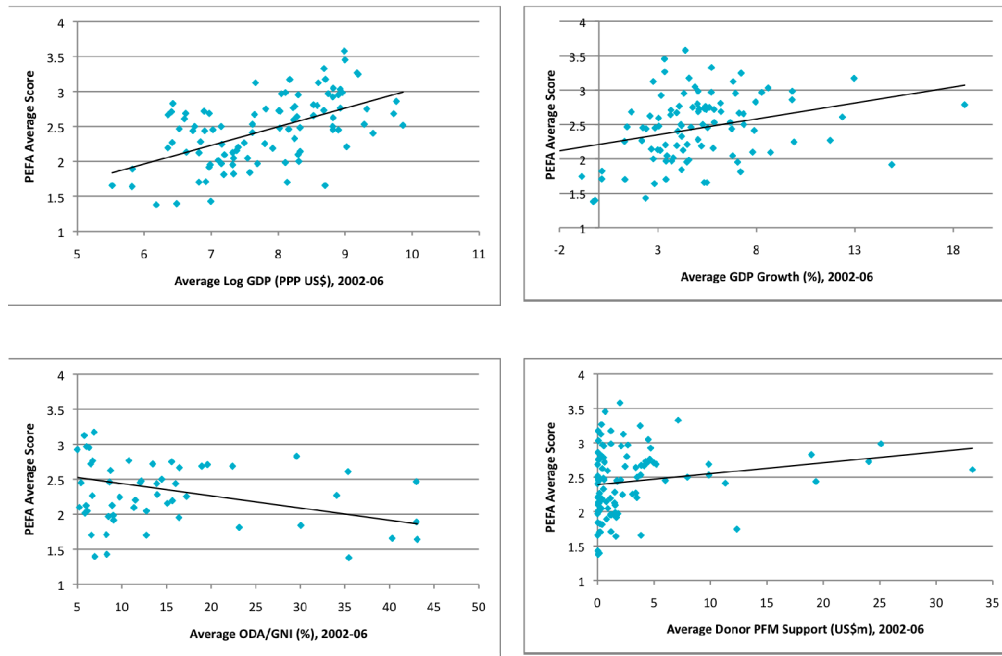 4
3.5
3
2.5
2
1.5
1
PEFA Average Score
5 6 7 8 9 10 11
Average Log GDP (PPP US$), 2002-06
4
3.5
3
2.5
2
1.5
1
PEFA Average Score
-2 3 8 13 18
Average GDP Growth (%), 2002-06
4
3.5
3
2.5
2
1.5
1
PEFA Average Score
5 10 15 20 25 30 35 40 45 50
Average ODA/GNI (%), 2002-06
4
3.5
3
2.5
2
1.5
1
PEFA Average Score
0 5 10 15 20 25 30 35
Average Donor PFM Support (US$m), 2002-06